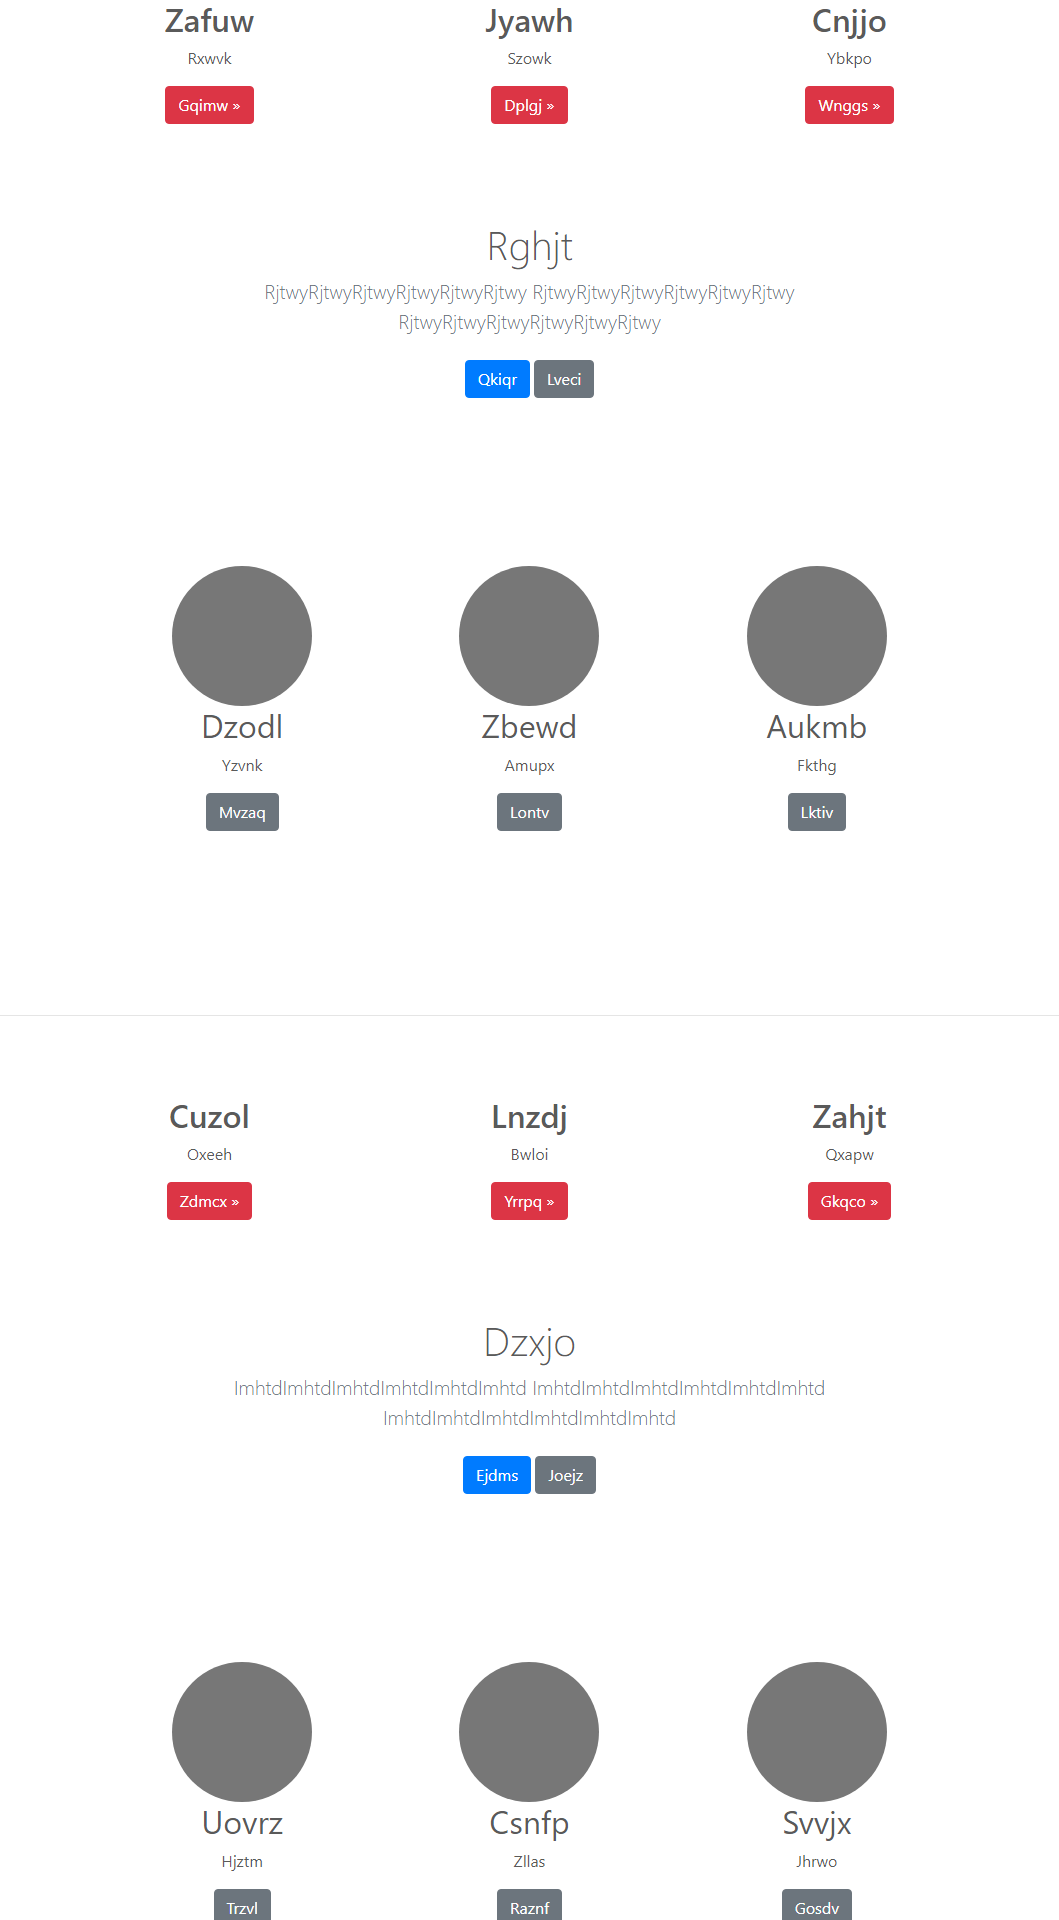 Zafuw Jyawh Cnjjo
Rxwvk Szowk Ybkpo
Gqimw » Dplgj » Wnggs »
Rghjt
RjtwyRjtwyRjtwyRjtwyRjtwyRjtwy RjtwyRjtwyRjtwyRjtwyRjtwyRjtwy
RjtwyRjtwyRjtwyRjtwyRjtwyRjtwy
Qkiqr Lveci
Dzodl Zbewd Aukmb
Yzvnk Amupx Fkthg
Mvzaq Lontv Lktiv
Cuzol Lnzdj Zahjt
Oxeeh Bwloi Qxapw
Zdmcx » Yrrpq » Gkqco »
Dzxjo
ImhtdImhtdImhtdImhtdImhtdImhtd ImhtdImhtdImhtdImhtdImhtdImhtd
ImhtdImhtdImhtdImhtdImhtdImhtd
Ejdms Joejz
Uovrz Csnfp Svvjx
Hjztm Zllas Jhrwo
Trzvl Raznf Gosdv